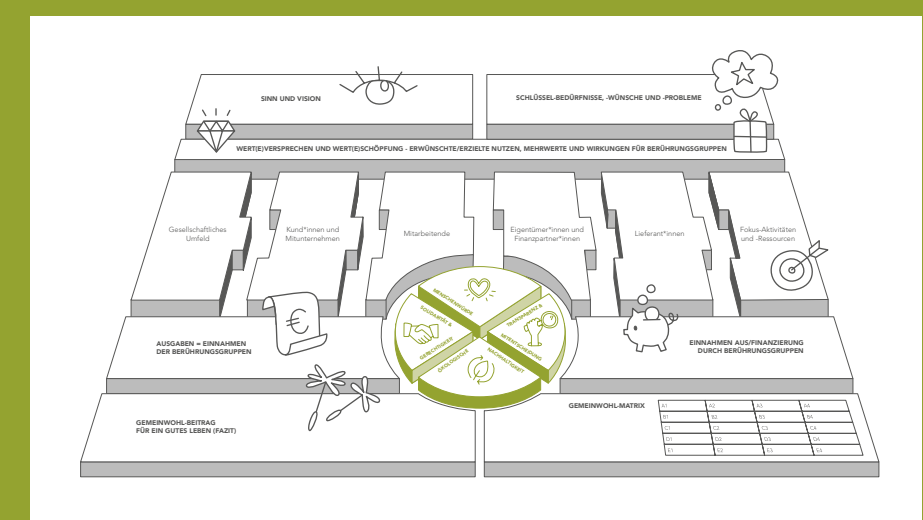 SINN UND VISION
SCHLÜSSEL-BEDÜRFNISSE, -WÜNSCHE UND -PROBLEME
WERT(E)VERSPRECHEN UND WERT(E)SCHÖPFUNG - ERWÜNSCHTE/ERZIELTE NUTZEN, MEHRWERTE UND WIRKUNGEN FÜR BERÜHRUNGSGRUPPEN
Gesellschaftliches
Umfeld
Kund*innen und
Mitunternehmen
Mitarbeitende
Eigentümer*innen und
Finanzpartner*innen
Lieferant*innen
Fokus-Aktivitäten
und -Ressourcen
MENSCHENWÜRDE
SOLIDARITÄT &
GERECHTIGKEIT
TRANSPARENZ &
MITENTSCHEIDUNG
ÖKOLOGISCHE
NACHHALTIGKEIT
€
AUSGABEN = EINNAHMEN
DER BERÜHRUNGSGRUPPEN
EINNAHMEN AUS/FINANZIERUNG
DURCH BERÜHRUNGSGRUPPEN
GEMEINWOHL-BEITRAG
FÜR EIN GUTES LEBEN (FAZIT)
GEMEINWOHL-MATRIX
A1 A2 A3 A4
B1 B2 B3 B4
C1 C2 C3 C4
D1 D2 D3 D4
E1 E2 E3 E4